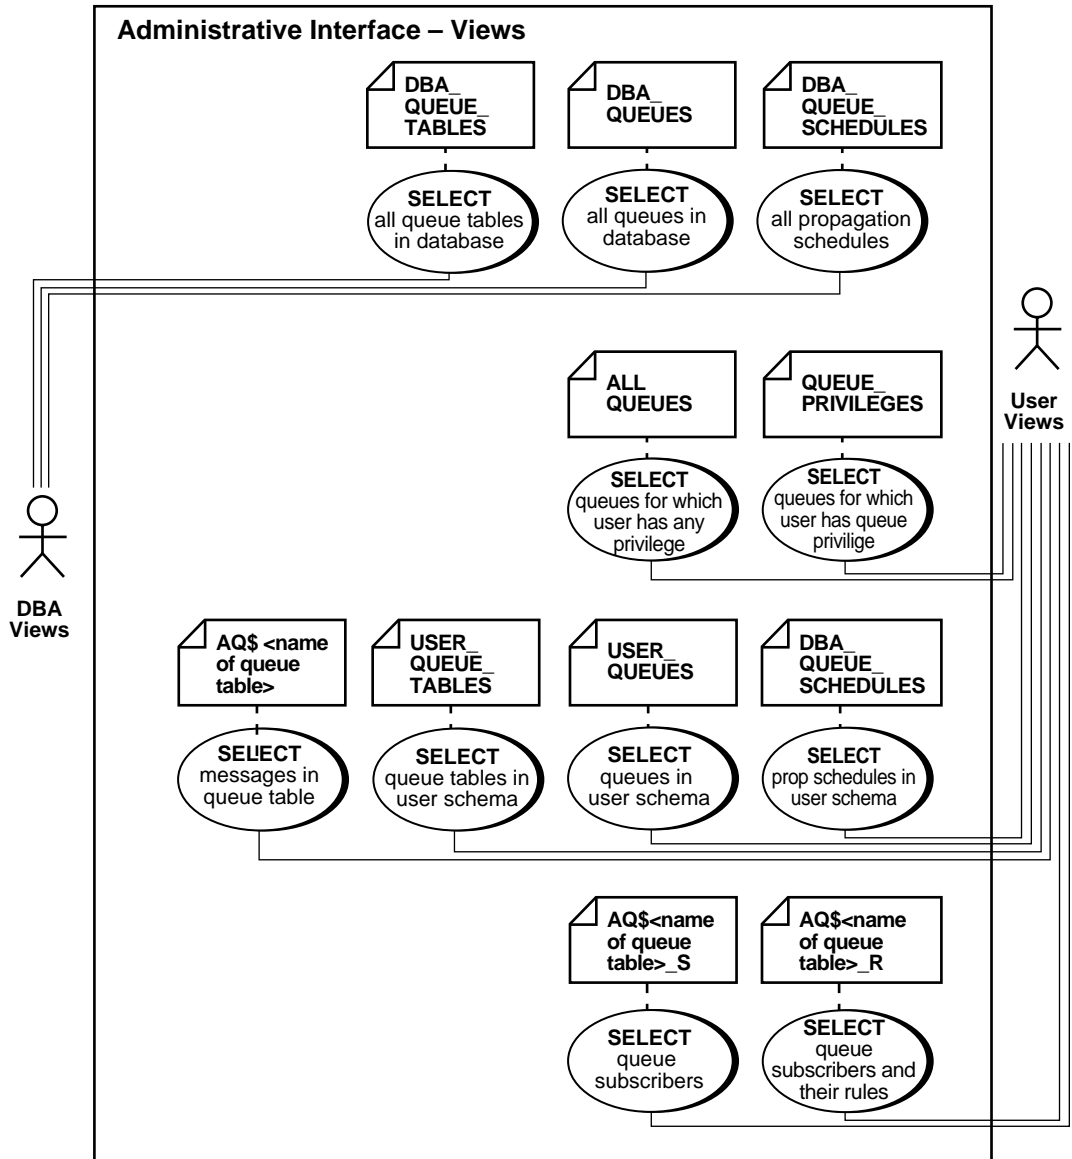 Administrative Interface – Views
DBA_
QUEUE_
TABLES
DBA_
QUEUES
DBA_
QUEUE_
SCHEDULES
SELECT
all queue tables
in database
SELECT
all queues in
database
SELECT
all propagation
schedules
ALL
QUEUES
QUEUE_
PRIVILEGES
User
Views
SELECT
queues for which
user has any
privilege
SELECT
queues for which
user has queue
privilige
DBA
Views
AQ$ <name
of queue
table>
USER_
QUEUE_
TABLES
USER_
QUEUES
DBA_
QUEUE_
SCHEDULES
SELECT
messages in
queue table
SELECT
queue tables in
user schema
SELECT
queues in
user schema
SELECT
prop schedules in
user schema
AQ$<name
of queue
table>_S
AQ$<name
of queue
table>_R
SELECT
queue
subscribers
SELECT
queue
subscribers and
their rules